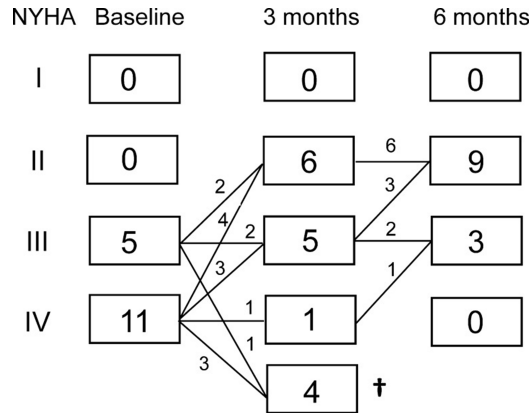 NYHA Baseline 3 months 6 months
I 0 0 0
II 0 6 6 9
2 3
4
III 5 2 5 2 3
3 1
IV 11 1 1 0
1
3
4 †